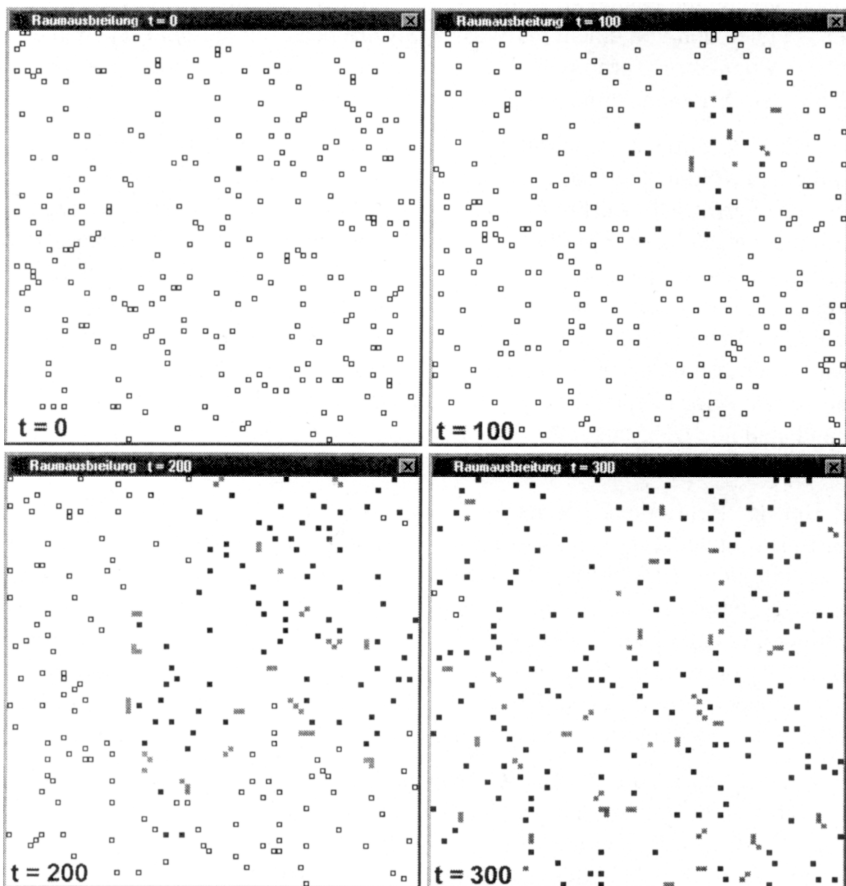 Raumausbreitung t = 0
t = 0
Raumausbreitung t = 100
t = 100
Raumausbreitung t = 200
t = 200
Raumausbreitung t = 300
t = 300